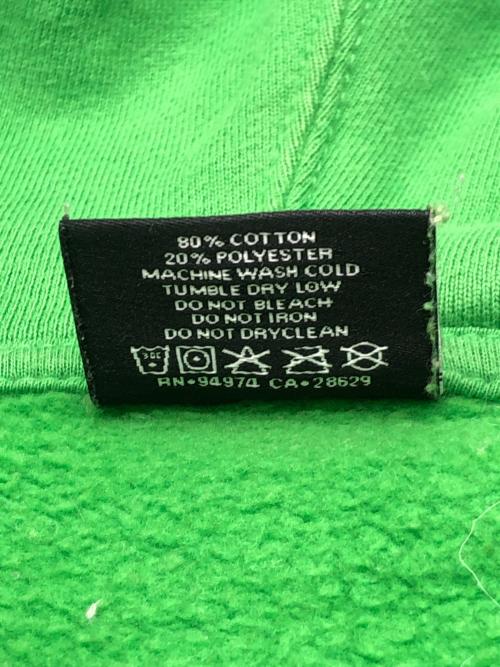 80% COTTON
20% POLYESTER
MACHINE WASH COLD
TUMBLE DRY LOW
DO NOT BLEACH
DO NOT IRON
DO NOT DRYCLEAN
RN•94974 CA•28629